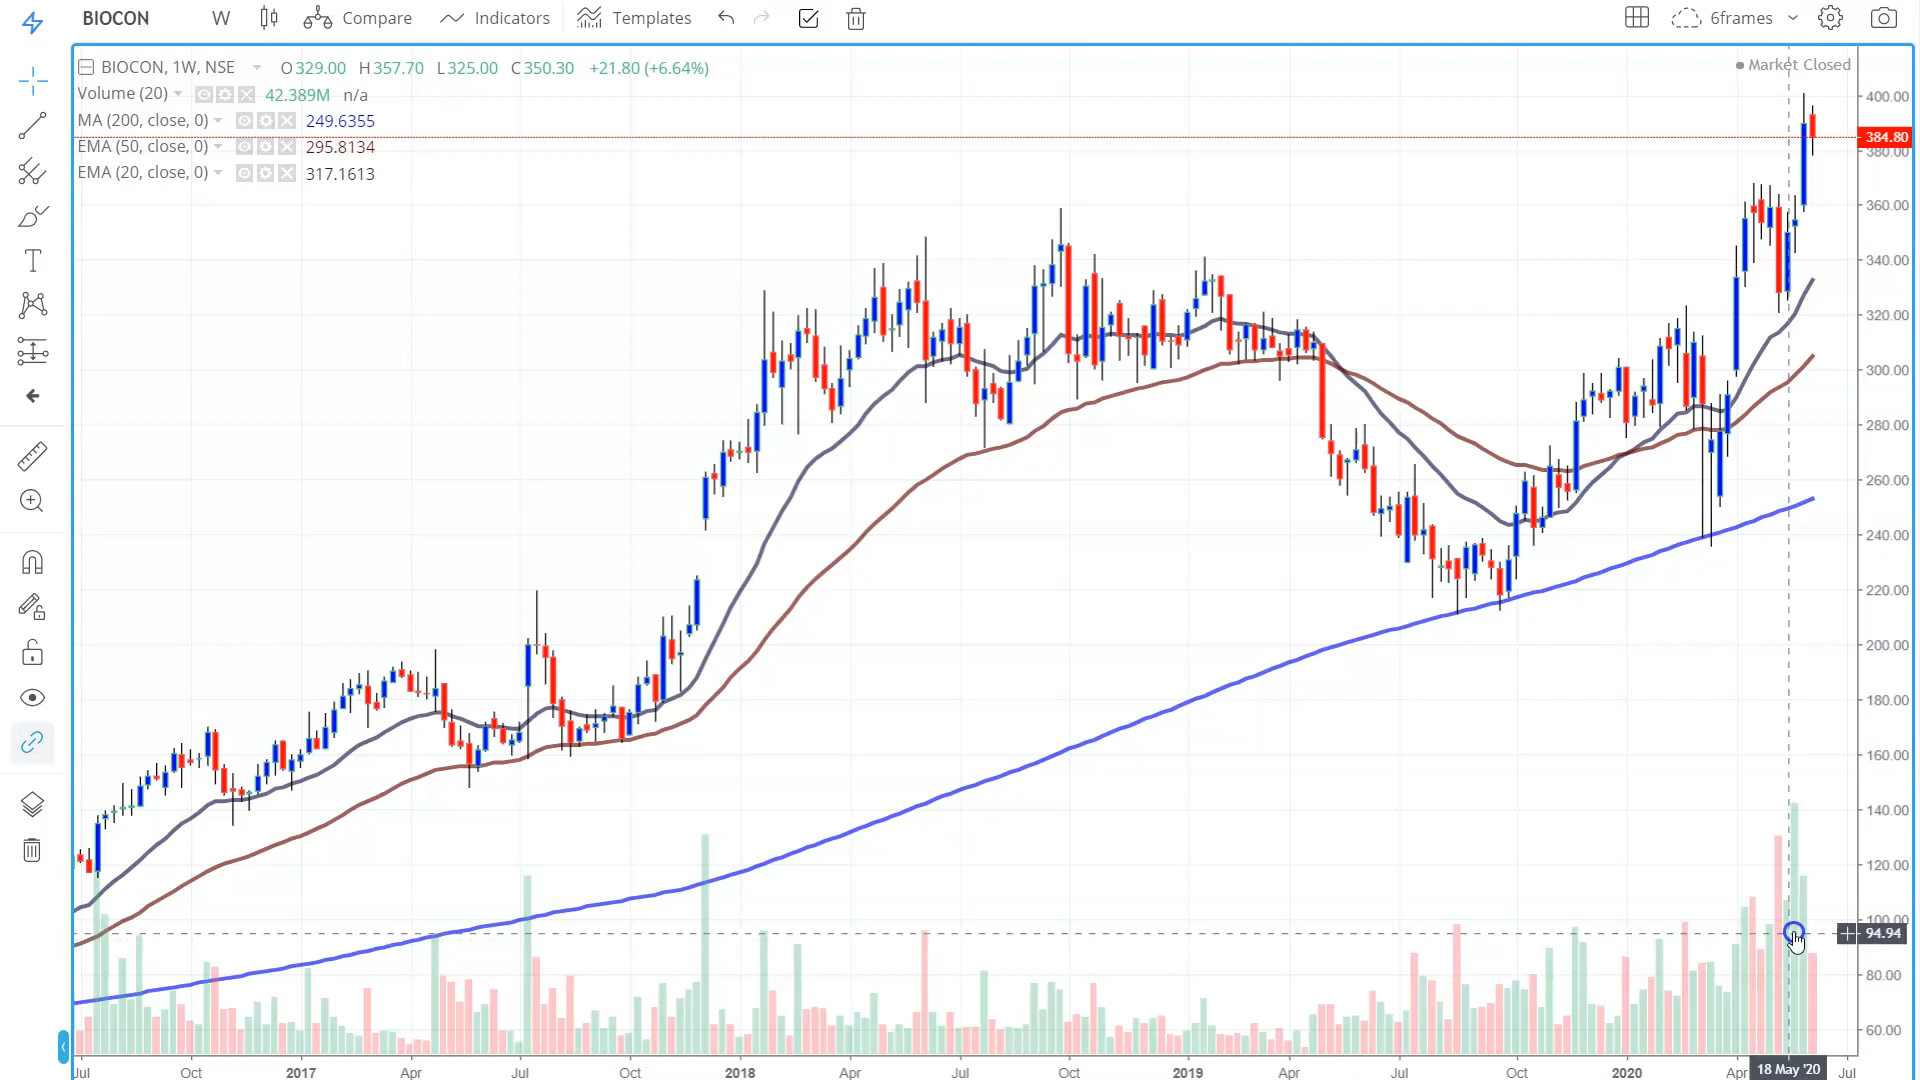 BIOCON W Compare Indicators Templates 6frames
BIOCON, 1W, NSE O329.00 H357.70 L325.00 C350.30 +21.80 (+6.64%)
Market Closed
Volume (20) 42.389M n/a
MA (200, close, 0) 249.6355
EMA (50, close, 0) 295.8134
EMA (20, close, 0) 317.1613
400.00
384.80
380.00
360.00
340.00
320.00
300.00
280.00
260.00
240.00
220.00
200.00
180.00
160.00
140.00
120.00
100.00
94.94
80.00
60.00
Jul Oct 2017 Apr Jul Oct 2018 Apr Jul Oct 2019 Apr Jul Oct 2020 Apr 18 May '20 Jul